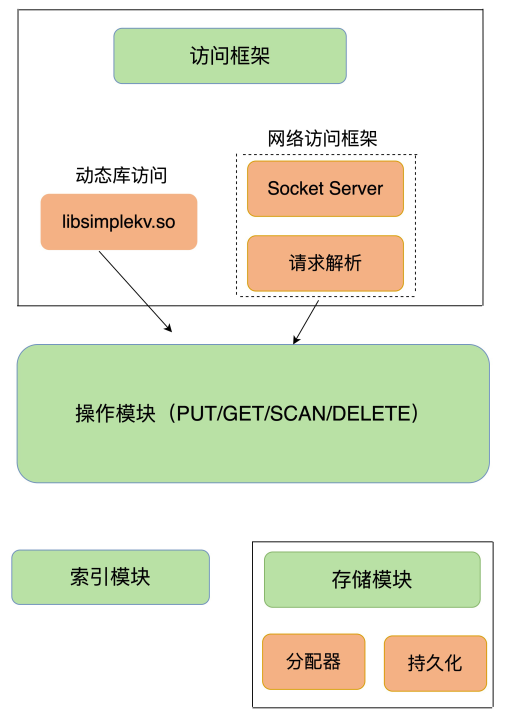 访问框架
网络访问框架
动态库访问
Socket Server
libsimplekv.so
请求解析
操作模块（PUT/GET/SCAN/DELETE）
索引模块
存储模块
分配器
持久化